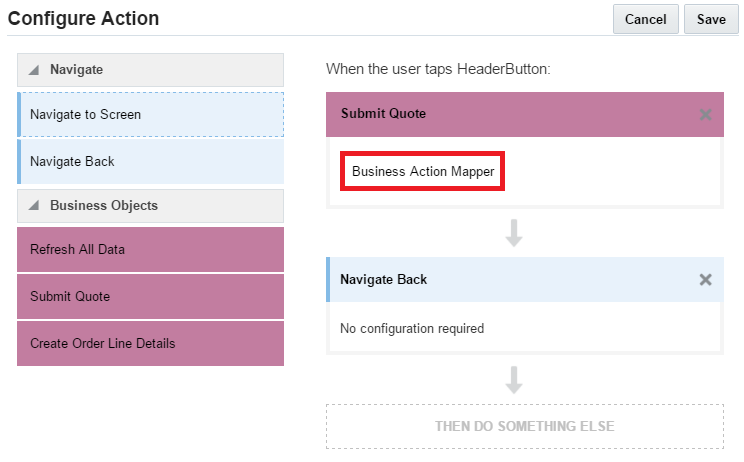 Configure Action
Cancel
Save
Navigate
Navigate to Screen
Navigate Back
Business Objects
Refresh All Data
Submit Quote
Create Order Line Details
When the user taps HeaderButton:
Submit Quote
Business Action Mapper
Navigate Back
No configuration required
THEN DO SOMETHING ELSE